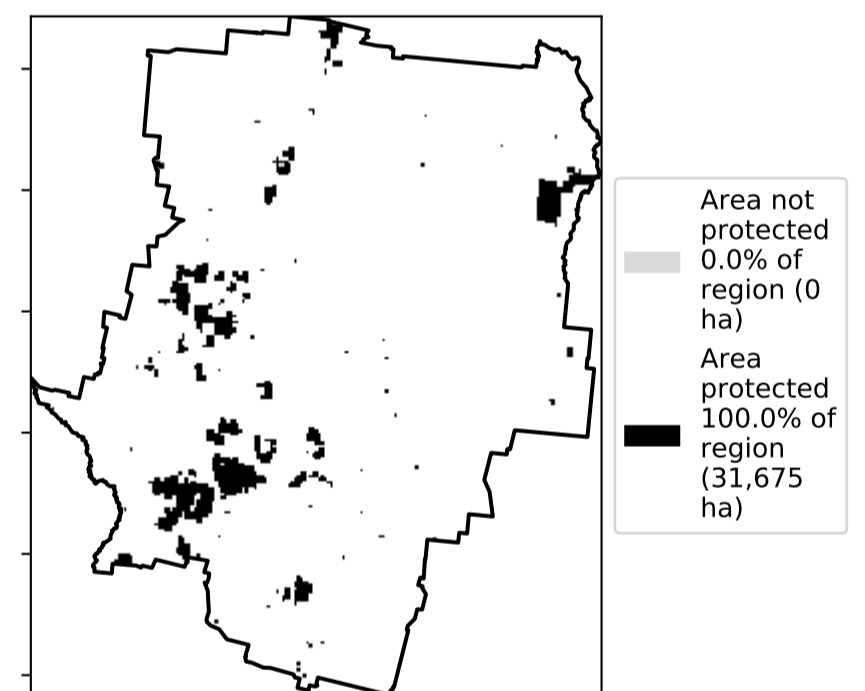 Area not
protected
0.0% of
region (0
ha)
Area
protected
100.0% of
region
(31,675
ha)